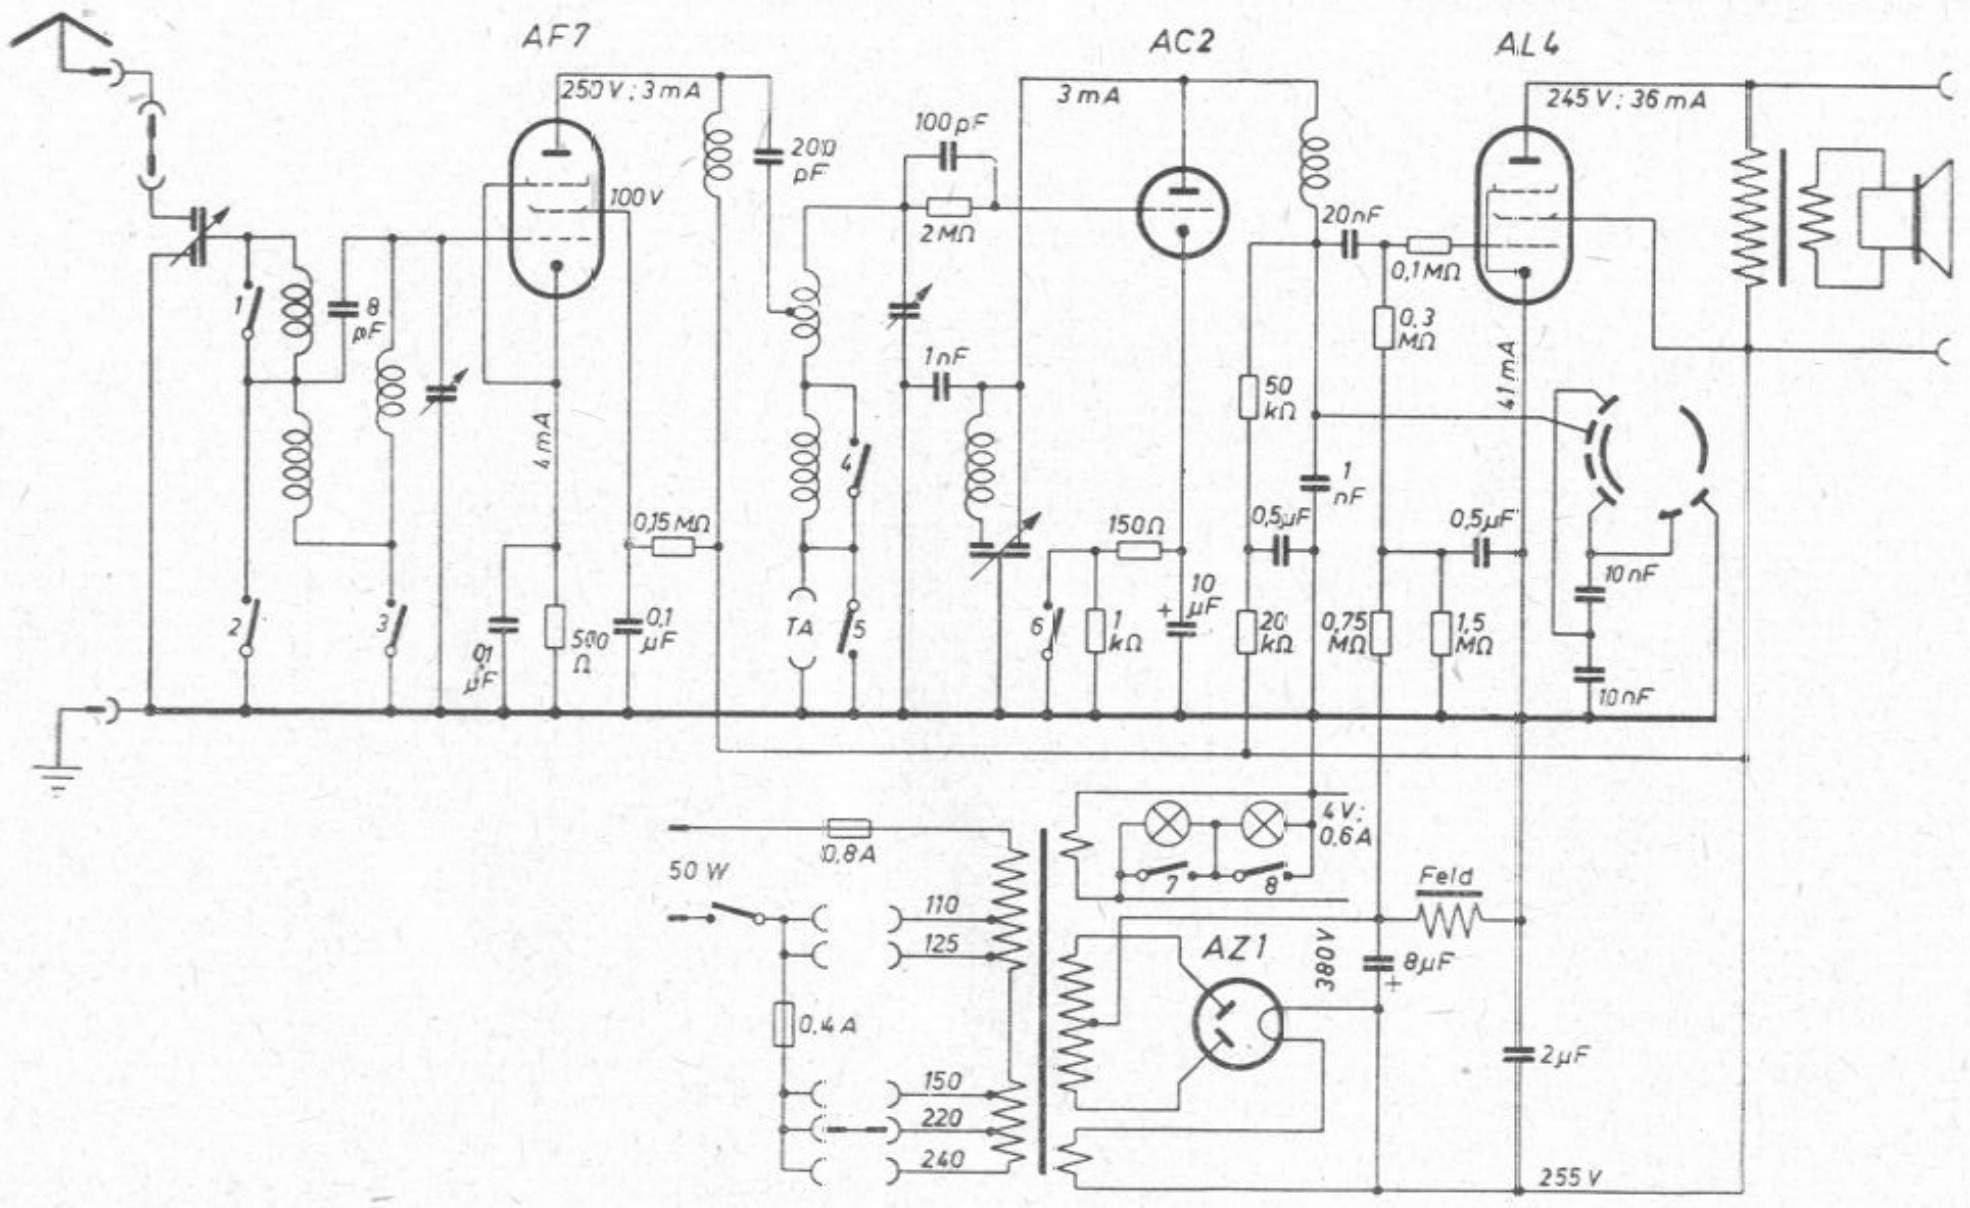 AF7
AC2
AL4
250 V : 3 mA
3 mA
245 V : 36 mA
100 pF
200
pF
100 V
2 MΩ
20 nF
0,1 MΩ
1
8
pF
0,3
MΩ
1 nF
50
kΩ
41 mA
4 mA
4
1
nF
0,15 MΩ
150 Ω
0,5 µF
0,5 µF
10 nF
10
+ µF
2
3
0,1
µF
500
Ω
0,1
µF
TA
5
6
1
kΩ
20
kΩ
0,75
MΩ
1,5
MΩ
10 nF
4 V :
0,6 A
0,8 A
50 W
7
8
Feld
110
125
AZ1
380 V
8 µF
+
0,4 A
2 µF
150
220
240
255 V